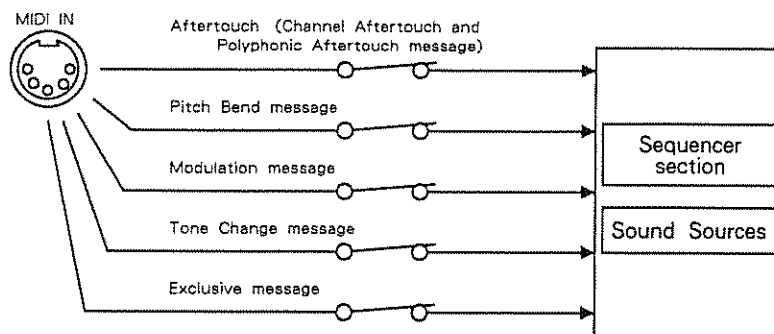 MIDI IN
Aftertouch (Channel Aftertouch and
Polyphonic Aftertouch message)
Pitch Bend message
Modulation message
Tone Change message
Exclusive message
Sequencer
section
Sound Sources